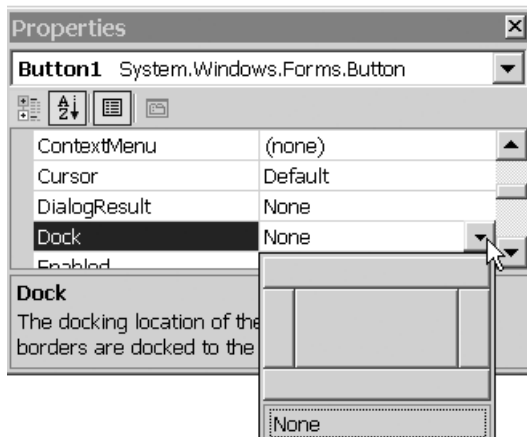 Properties
Button1 System.Windows.Forms.Button
ContextMenu (none)
Cursor Default
DialogResult None
Dock None
Enabled
Dock
The docking location of the
borders are docked to the
None